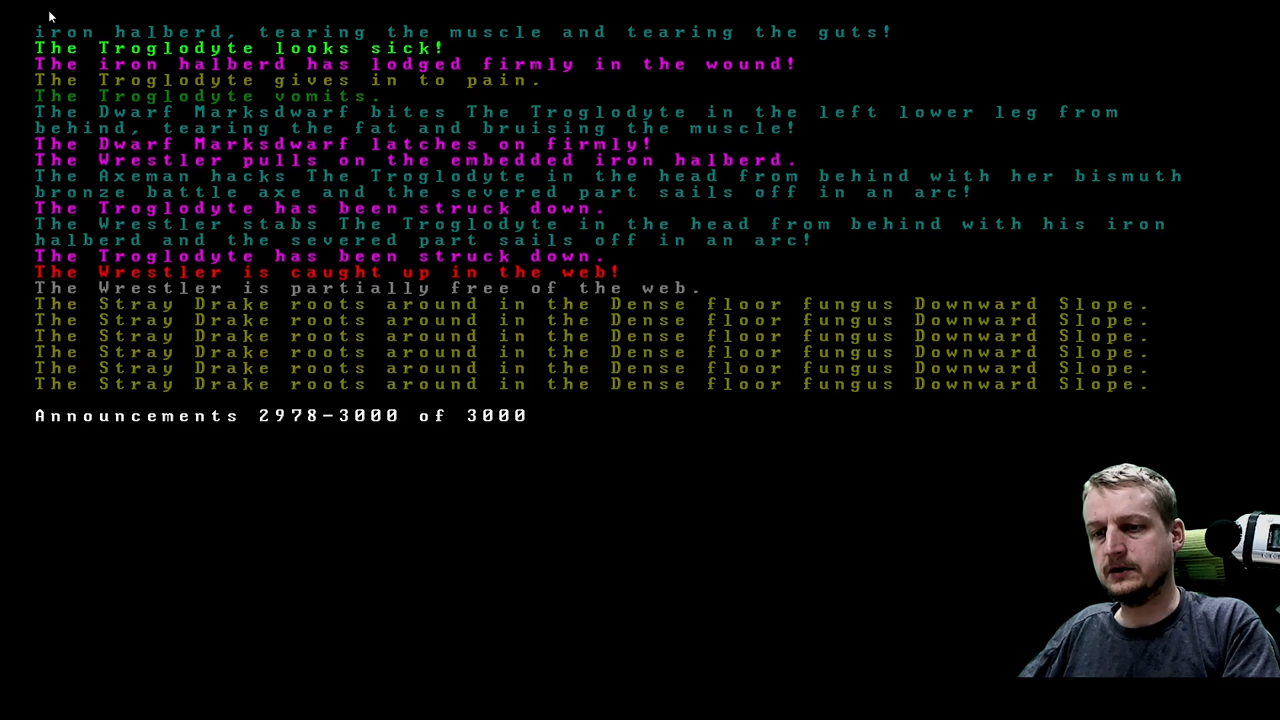 iron halberd, tearing the muscle and tearing the guts!
The Troglodyte looks sick!
The iron halberd has lodged firmly in the wound!
The Troglodyte gives in to pain.
The Troglodyte vomits.
The Dwarf Marksdwarf bites The Troglodyte in the left lower leg from
behind, tearing the fat and bruising the muscle!
The Dwarf Marksdwarf latches on firmly!
The Wrestler pulls on the embedded iron halberd.
The Axeman hacks The Troglodyte in the head from behind with her bismuth
bronze battle axe and the severed part sails off in an arc!
The Troglodyte has been struck down.
The Wrestler stabs The Troglodyte in the head from behind with his iron
halberd and the severed part sails off in an arc!
The Troglodyte has been struck down.
The Wrestler is caught up in the web!
The Wrestler is partially free of the web.
The Stray Drake roots around in the Dense floor fungus Downward Slope.
The Stray Drake roots around in the Dense floor fungus Downward Slope.
The Stray Drake roots around in the Dense floor fungus Downward Slope.
The Stray Drake roots around in the Dense floor fungus Downward Slope.
The Stray Drake roots around in the Dense floor fungus Downward Slope.
The Stray Drake roots around in the Dense floor fungus Downward Slope.
Announcements 2978-3000 of 3000